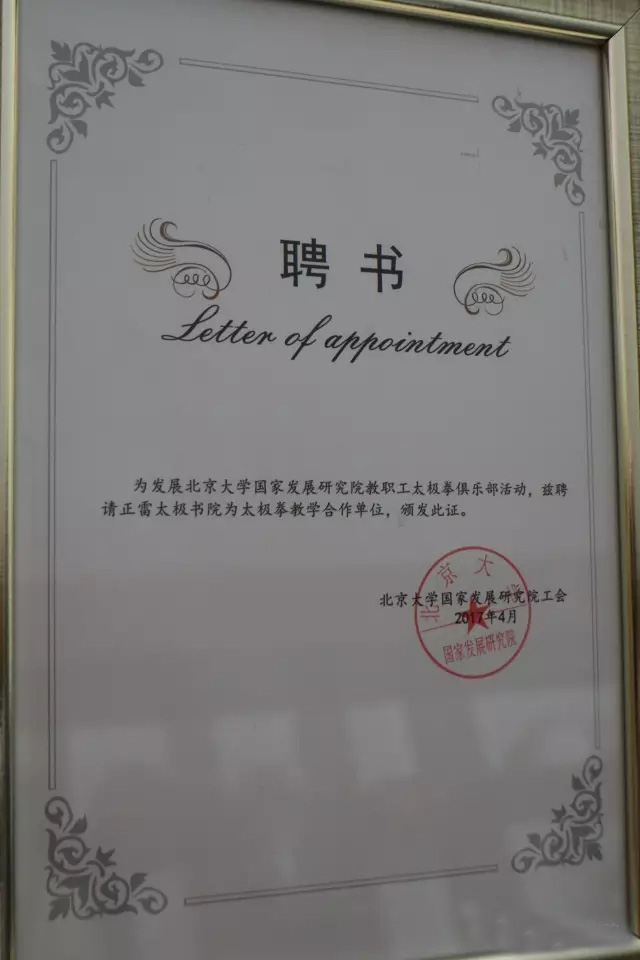 聘书
Letter of appointment
为发展北京大学国家发展研究院教职工太极拳俱乐部活动，兹聘
请正雷太极书院为太极拳教学合作单位，颁发此证。
北京大学国家发展研究院工会
2017年4月
北京大学
国家发展研究院